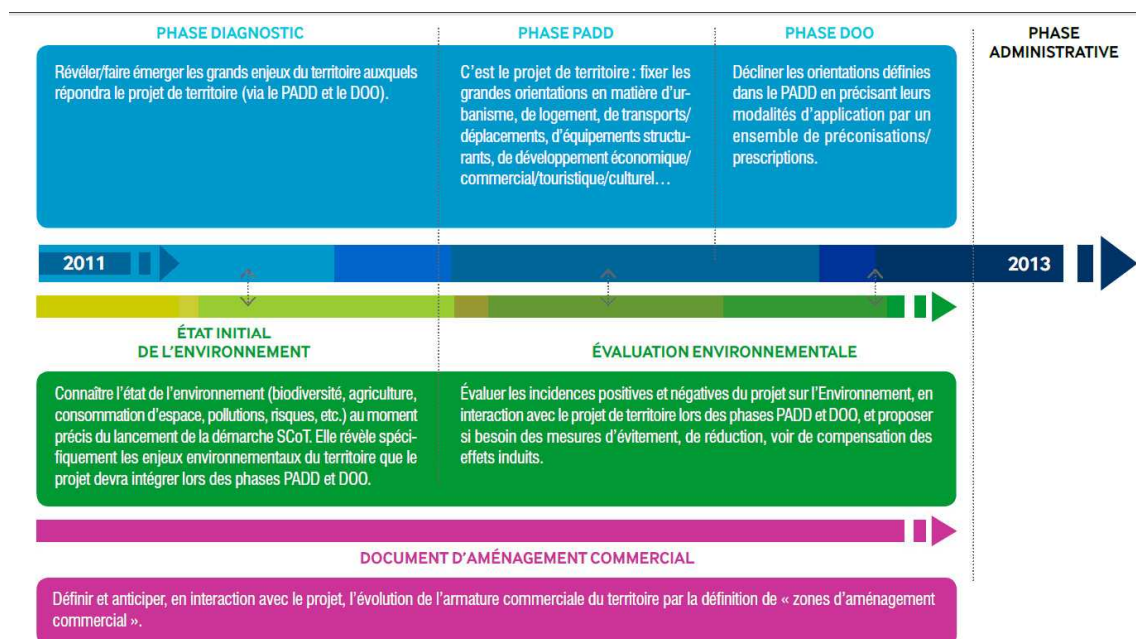 PHASE DIAGNOSTIC
Révéler/faire émerger les grands enjeux du territoire auxquels
répondra le projet de territoire (via le PADD et le DOO).
PHASE PADD
C'est le projet de territoire : fixer les
grandes orientations en matière d'ur-
banisme, de logement, de transports/
déplacements, d'équipements structu-
rants, de développement économique/
commercial/touristique/culturel…
PHASE DOO
Décliner les orientations définies
dans le PADD en précisant leurs
modalités d'application par un
ensemble de préconisations/
prescriptions.
PHASE
ADMINISTRATIVE
2011
2013
ÉTAT INITIAL
DE L'ENVIRONNEMENT
Connaître l'état de l'environnement (biodiversité, agriculture,
consommation d'espace, pollutions, risques, etc.) au moment
précis du lancement de la démarche SCoT. Elle révèle spéci-
fiquement les enjeux environnementaux du territoire que le
projet devra intégrer lors des phases PADD et DOO.
ÉVALUATION ENVIRONNEMENTALE
Évaluer les incidences positives et négatives du projet sur l'Environnement, en
interaction avec le projet de territoire lors des phases PADD et DOO, et proposer
si besoin des mesures d'évitement, de réduction, voir de compensation des
effets induits.
DOCUMENT D'AMÉNAGEMENT COMMERCIAL
Définir et anticiper, en interaction avec le projet, l'évolution de l'armature commerciale du territoire par la définition de « zones d'aménagement
commercial ».